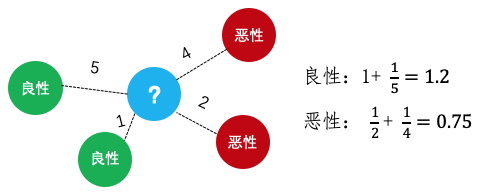 恶性
4
5
良性
?
2
1
恶性
良性
良性：1+ 1/5 = 1.2
恶性： 1/2 + 1/4 = 0.75